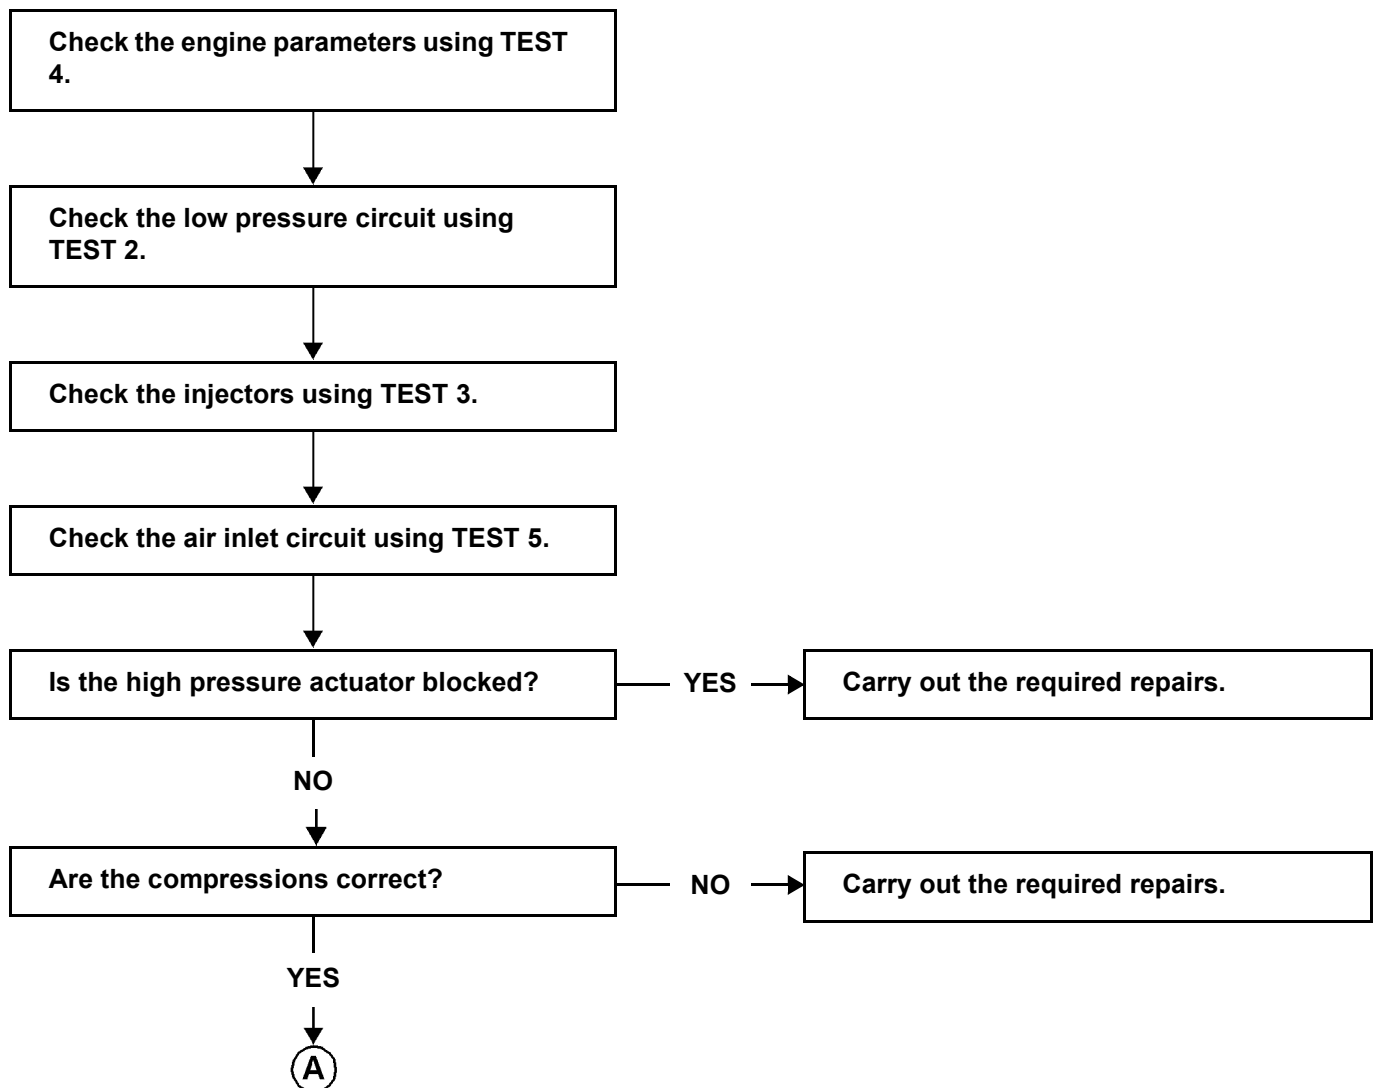 Check the engine parameters using TEST
4.
Check the low pressure circuit using
TEST 2.
Check the injectors using TEST 3.
Check the air inlet circuit using TEST 5.
Is the high pressure actuator blocked?
YES
Carry out the required repairs.
NO
Are the compressions correct?
NO
Carry out the required repairs.
YES
A